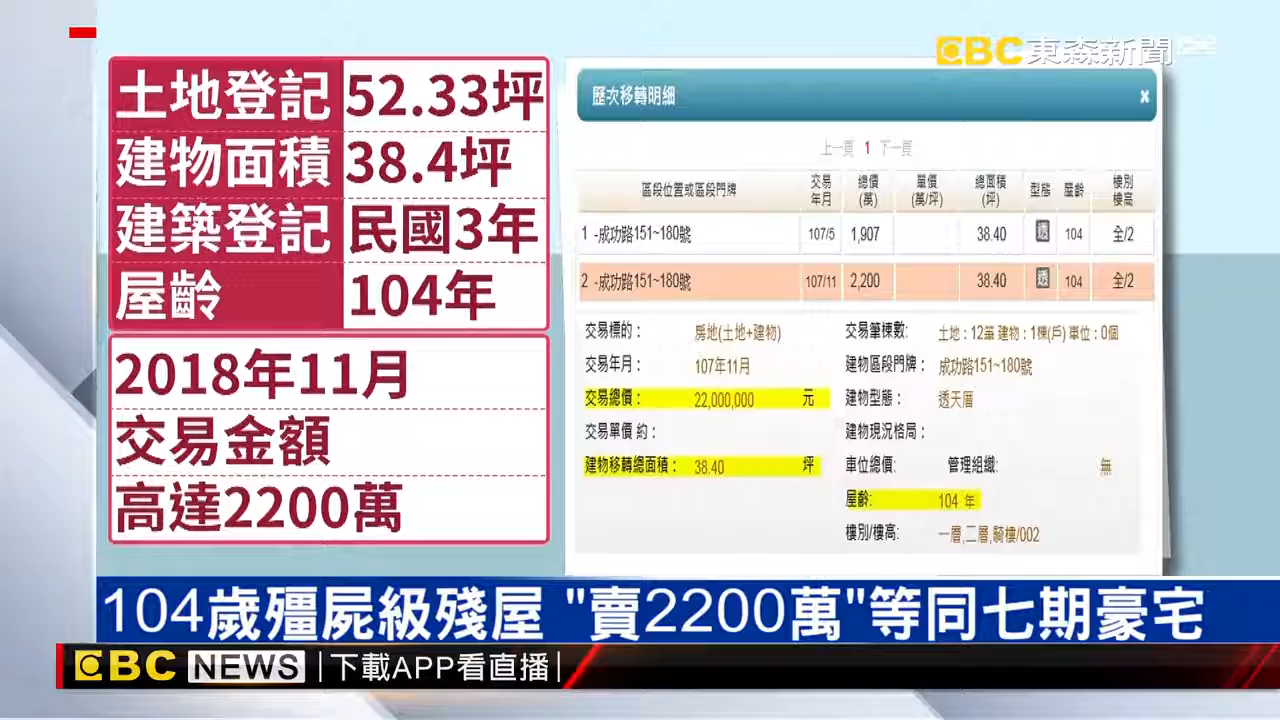 EBC 東森新聞
土地登記 52.33坪
建物面積 38.4坪
建築登記 民國3年
屋齡 104年
2018年11月
交易金額
高達2200萬
歷次移轉明細 x
上一頁 1 下一頁
區段位置或區段門牌 交易年月 總價(萬) 單價(萬/坪) 總面積(坪) 型態 屋齡 樓別樓高
1 -成功路151~180號 107/5 1,907 38.40 透 104 全/2
2 -成功路151~180號 107/11 2,200 38.40 透 104 全/2
交易標的： 房地(土地+建物) 交易筆棟數: 土地：12筆 建物：1棟(戶) 車位：0個
交易年月： 107年11月 建物區段門牌： 成功路151~180號
交易總價： 22,000,000 元 建物型態： 透天厝
交易單價 約： 建物現況格局：
建物移轉總面積： 38.40 坪 車位總價: 管理組織: 無
屋齡: 104 年
樓別/樓高: 一層,二層,騎樓/002
104歲殭屍級殘屋 "賣2200萬"等同七期豪宅
EBC NEWS |下載APP看直播|